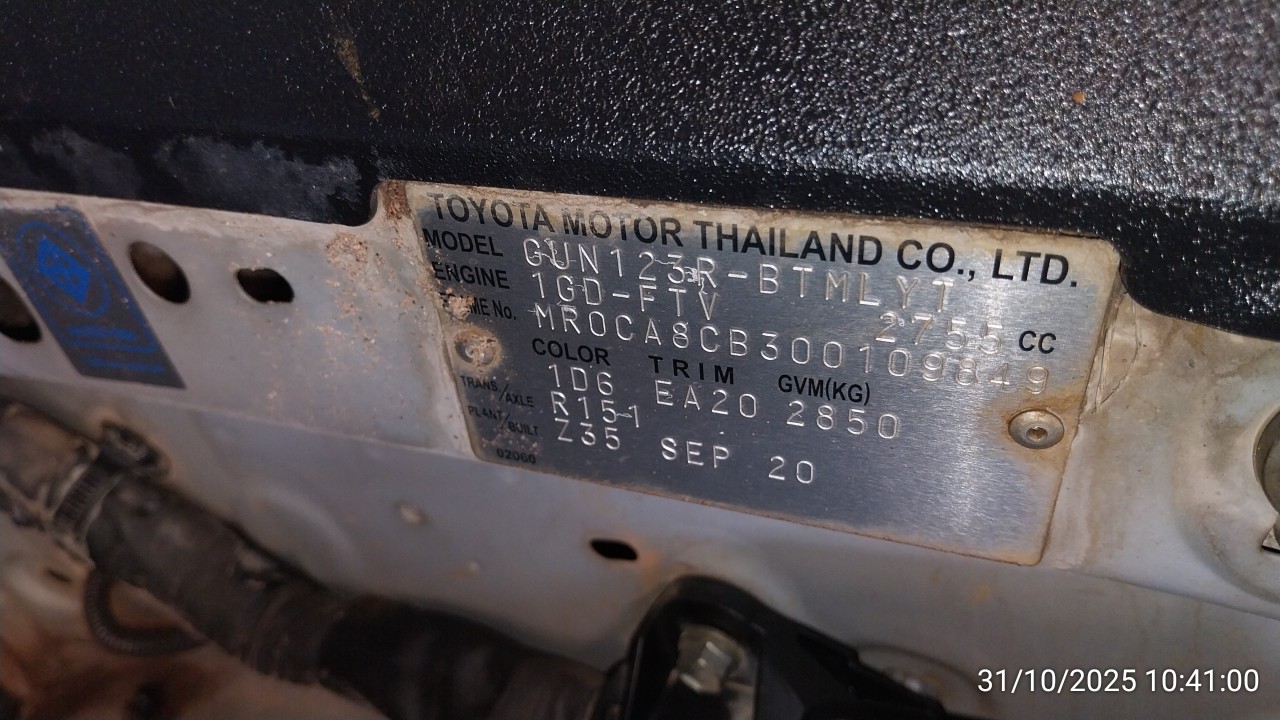 TOYOTA MOTOR THAILAND CO., LTD.
MODEL GUN123R-BTMLYT
ENGINE 1GD-FTV 2755 CC
No. MR0CA8CB300109849
COLOR TRIM GVM(KG)
1D6 EA20 2850
TRANS/AXLE R15-1
PLANT/BUILT Z35 SEP 20
02060
31/10/2025 10:41:00